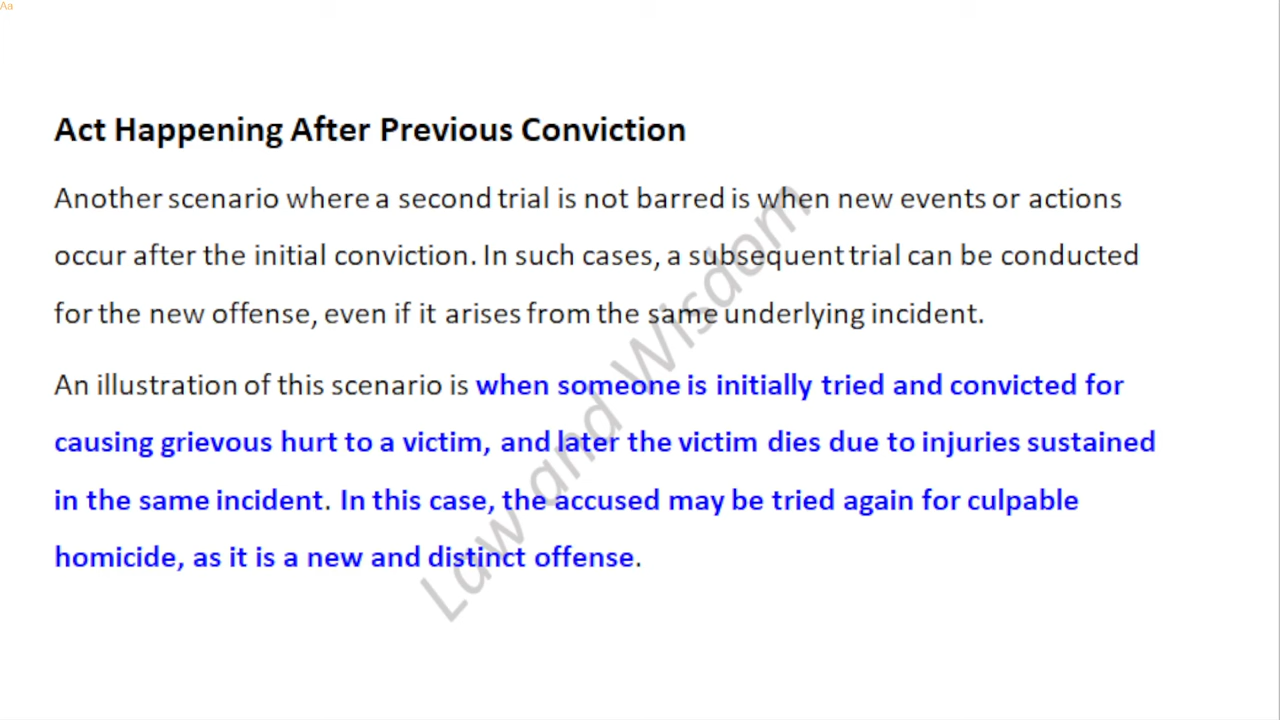 Aa
Act Happening After Previous Conviction
Another scenario where a second trial is not barred is when new events or actions
occur after the initial conviction. In such cases, a subsequent trial can be conducted
for the new offense, even if it arises from the same underlying incident.
An illustration of this scenario is when someone is initially tried and convicted for
causing grievous hurt to a victim, and later the victim dies due to injuries sustained
in the same incident. In this case, the accused may be tried again for culpable
homicide, as it is a new and distinct offense.
Law and Wisdom